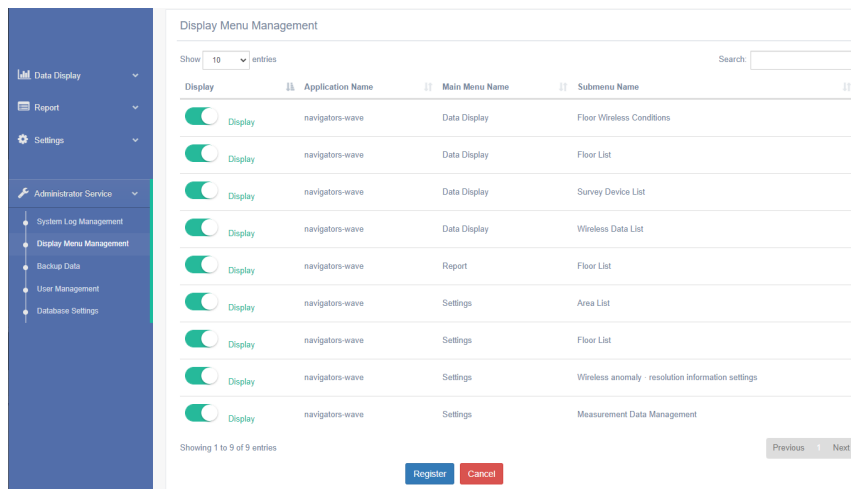 Data Display
Report
Settings
Administrator Service
System Log Management
Display Menu Management
Backup Data
User Management
Database Settings
Display Menu Management
Show 10 entries
Search:
Display Application Name Main Menu Name Submenu Name
Display navigators-wave Data Display Floor Wireless Conditions
Display navigators-wave Data Display Floor List
Display navigators-wave Data Display Survey Device List
Display navigators-wave Data Display Wireless Data List
Display navigators-wave Report Floor List
Display navigators-wave Settings Area List
Display navigators-wave Settings Floor List
Display navigators-wave Settings Wireless anomaly · resolution information settings
Display navigators-wave Settings Measurement Data Management
Showing 1 to 9 of 9 entries
Previous 1 Next
Register Cancel